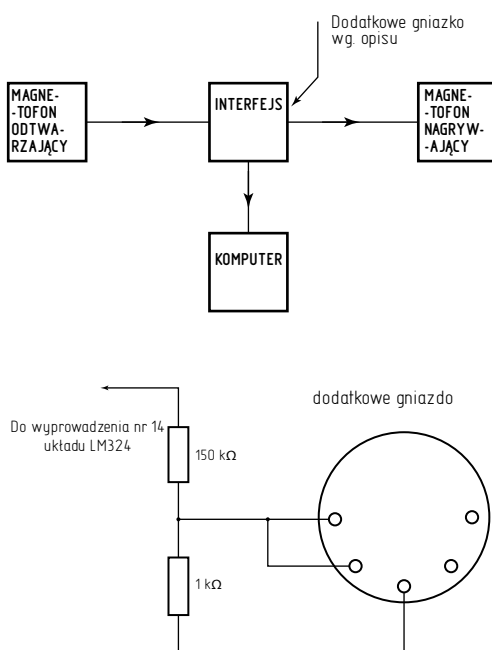 Dodatkowe gniazko
wg. opisu
MAGNE-
-TOFON
ODTWA-
RZAJĄCY
INTERFEJS
MAGNE-
-TOFON
NAGRYW-
-AJĄCY
KOMPUTER
dodatkowe gniazdo
Do wyprowadzenia nr 14
układu LM324
150 kΩ
1 kΩ